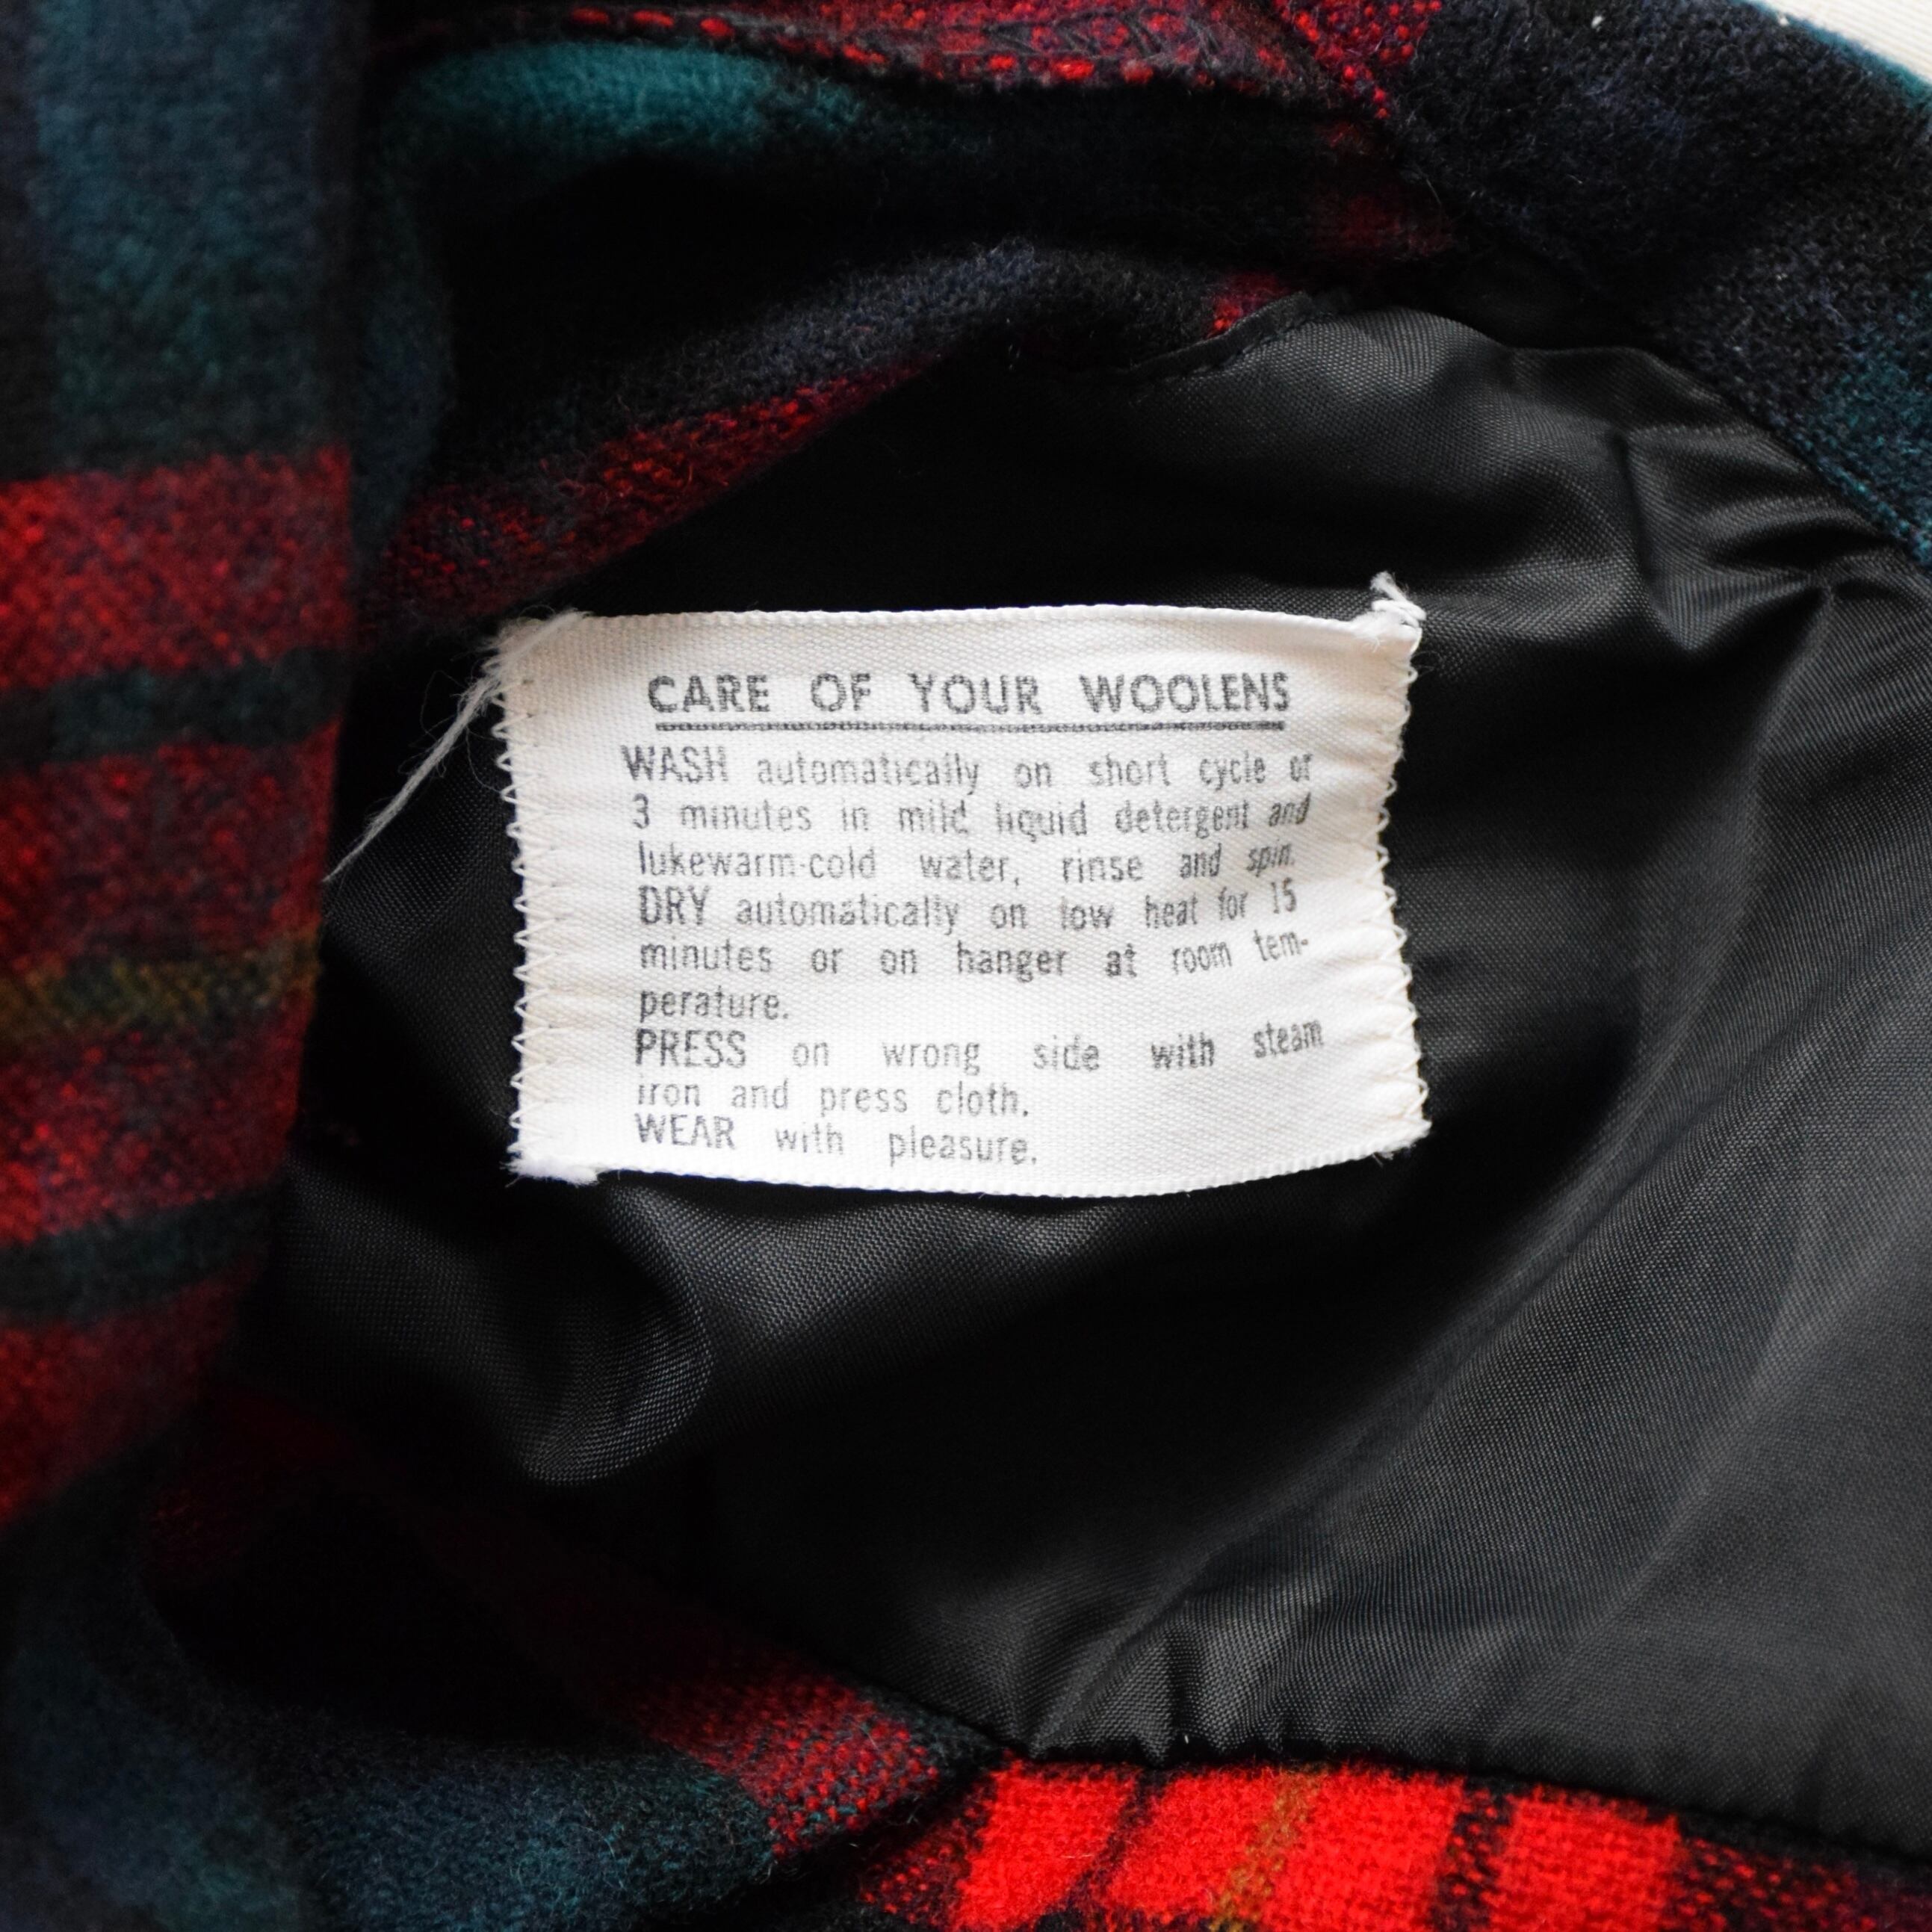 CARE OF YOUR WOOLENS
WASH automatically on short cycle or
3 minutes in mild liquid detergent and
lukewarm-cold water, rinse and spin.
DRY automatically on low heat for 15
minutes or on hanger at room tem-
perature.
PRESS on wrong side with steam
iron and press cloth.
WEAR with pleasure.